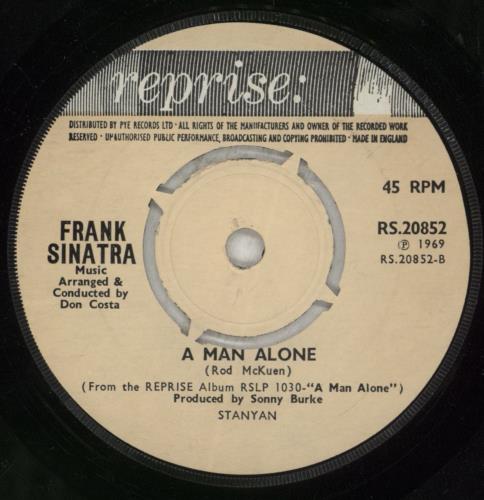 reprise:
DISTRIBUTED BY PYE RECORDS LTD · ALL RIGHTS OF THE MANUFACTURERS AND OWNER OF THE RECORDED WORK
RESERVED · UNAUTHORISED PUBLIC PERFORMANCE, BROADCASTING AND COPYING PROHIBITED · MADE IN ENGLAND
45 RPM
FRANK
SINATRA
Music
Arranged &
Conducted by
Don Costa
RS.20852
Ⓟ 1969
RS.20852-B
A MAN ALONE
(Rod McKuen)
(From the REPRISE Album RSLP 1030-"A Man Alone")
Produced by Sonny Burke
STANYAN